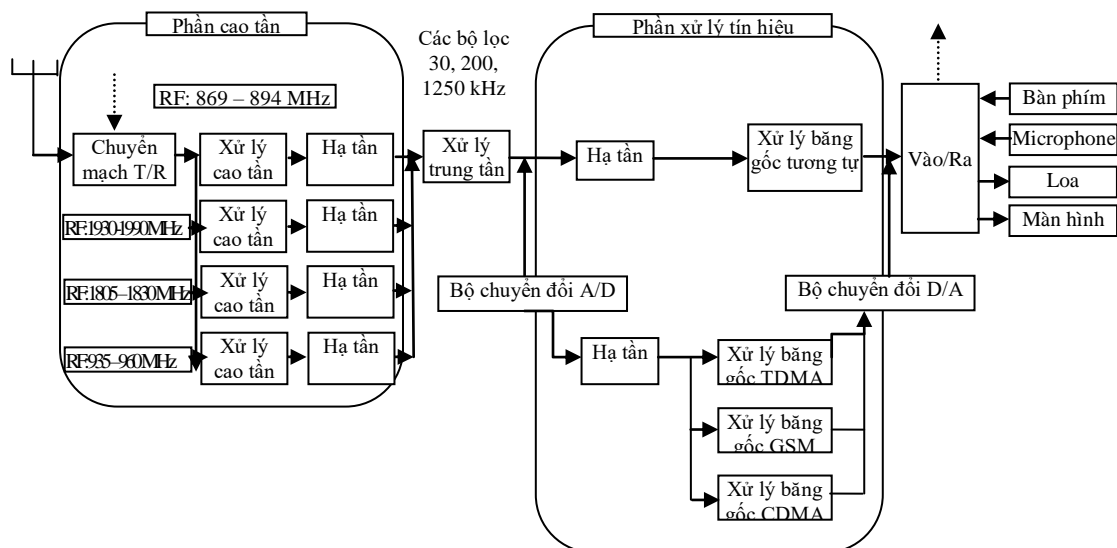 Phần cao tần
Các bộ lọc
30, 200,
1250 kHz
Phần xử lý tín hiệu
RF: 869 – 894 MHz
Chuyển
mạch T/R
Xử lý
cao tần
Hạ tần
Xử lý
trung tần
Hạ tần
Xử lý băng
gốc tương tự
Vào/Ra
Bàn phím
Microphone
Loa
Màn hình
RF:1930-1990MHz
Xử lý
cao tần
Hạ tần
RF:1805–1830MHz
Xử lý
cao tần
Hạ tần
Bộ chuyển đổi A/D
Bộ chuyển đổi D/A
RF:935–960MHz
Xử lý
cao tần
Hạ tần
Hạ tần
Xử lý băng
gốc TDMA
Xử lý băng
gốc GSM
Xử lý băng
gốc CDMA